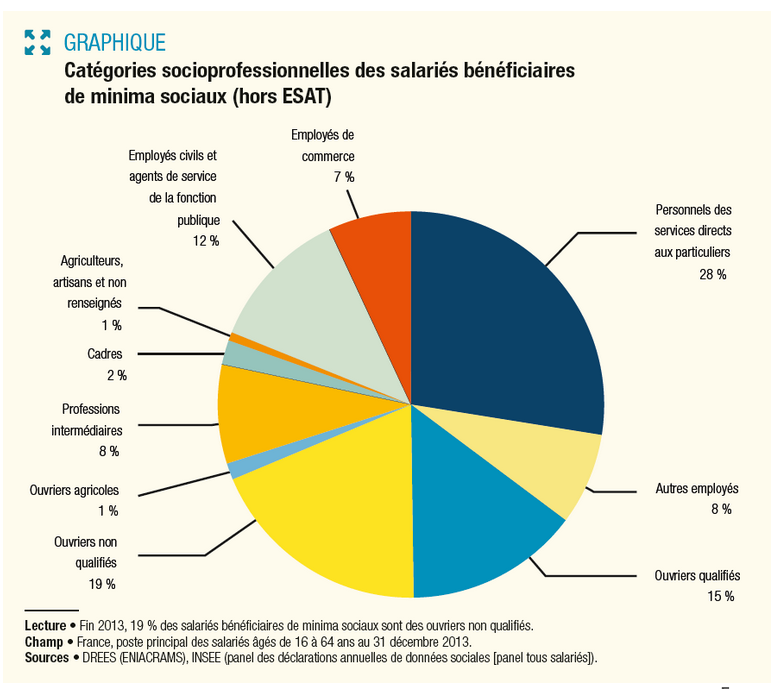 GRAPHIQUE
Catégories socioprofessionnelles des salariés bénéficiaires
de minima sociaux (hors ESAT)
Employés de
commerce
7 %
Employés civils et
agents de service
de la fonction
publique
12 %
Personnels des
services directs
aux particuliers
28 %
Agriculteurs,
artisans et non
renseignés
1 %
Cadres
2 %
Professions
intermédiaires
8 %
Ouvriers agricoles
1 %
Ouvriers non
qualifiés
19 %
Autres employés
8 %
Ouvriers qualifiés
15 %
Lecture • Fin 2013, 19 % des salariés bénéficiaires de minima sociaux sont des ouvriers non qualifiés.
Champ • France, poste principal des salariés âgés de 16 à 64 ans au 31 décembre 2013.
Sources • DREES (ENIACRAMS), INSEE (panel des déclarations annuelles de données sociales [panel tous salariés]).